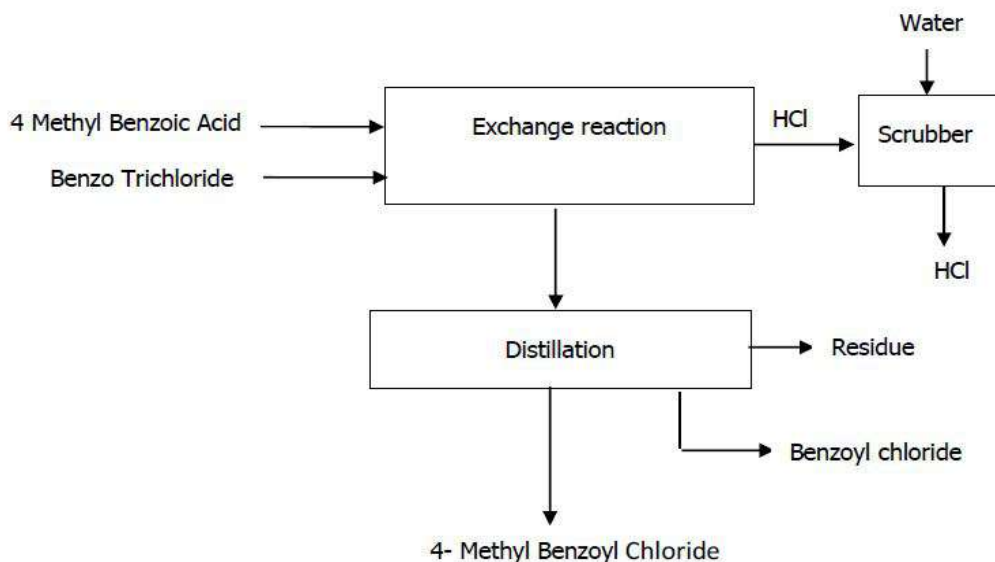 Water
4 Methyl Benzoic Acid
Exchange reaction
HCl
Scrubber
Benzo Trichloride
HCl
Distillation
Residue
Benzoyl chloride
4- Methyl Benzoyl Chloride